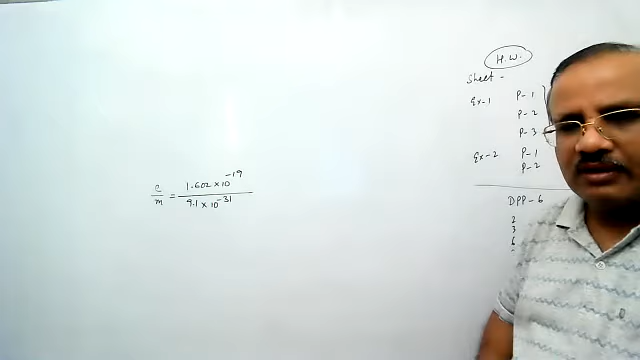 e/m = 1.602 × 10^-19 / 9.1 × 10^-31
H.W.
Sheet -
Ex-1 P-1
P-2
P-3
Ex-2 P-1
P-2
DPP-6
2
3
6